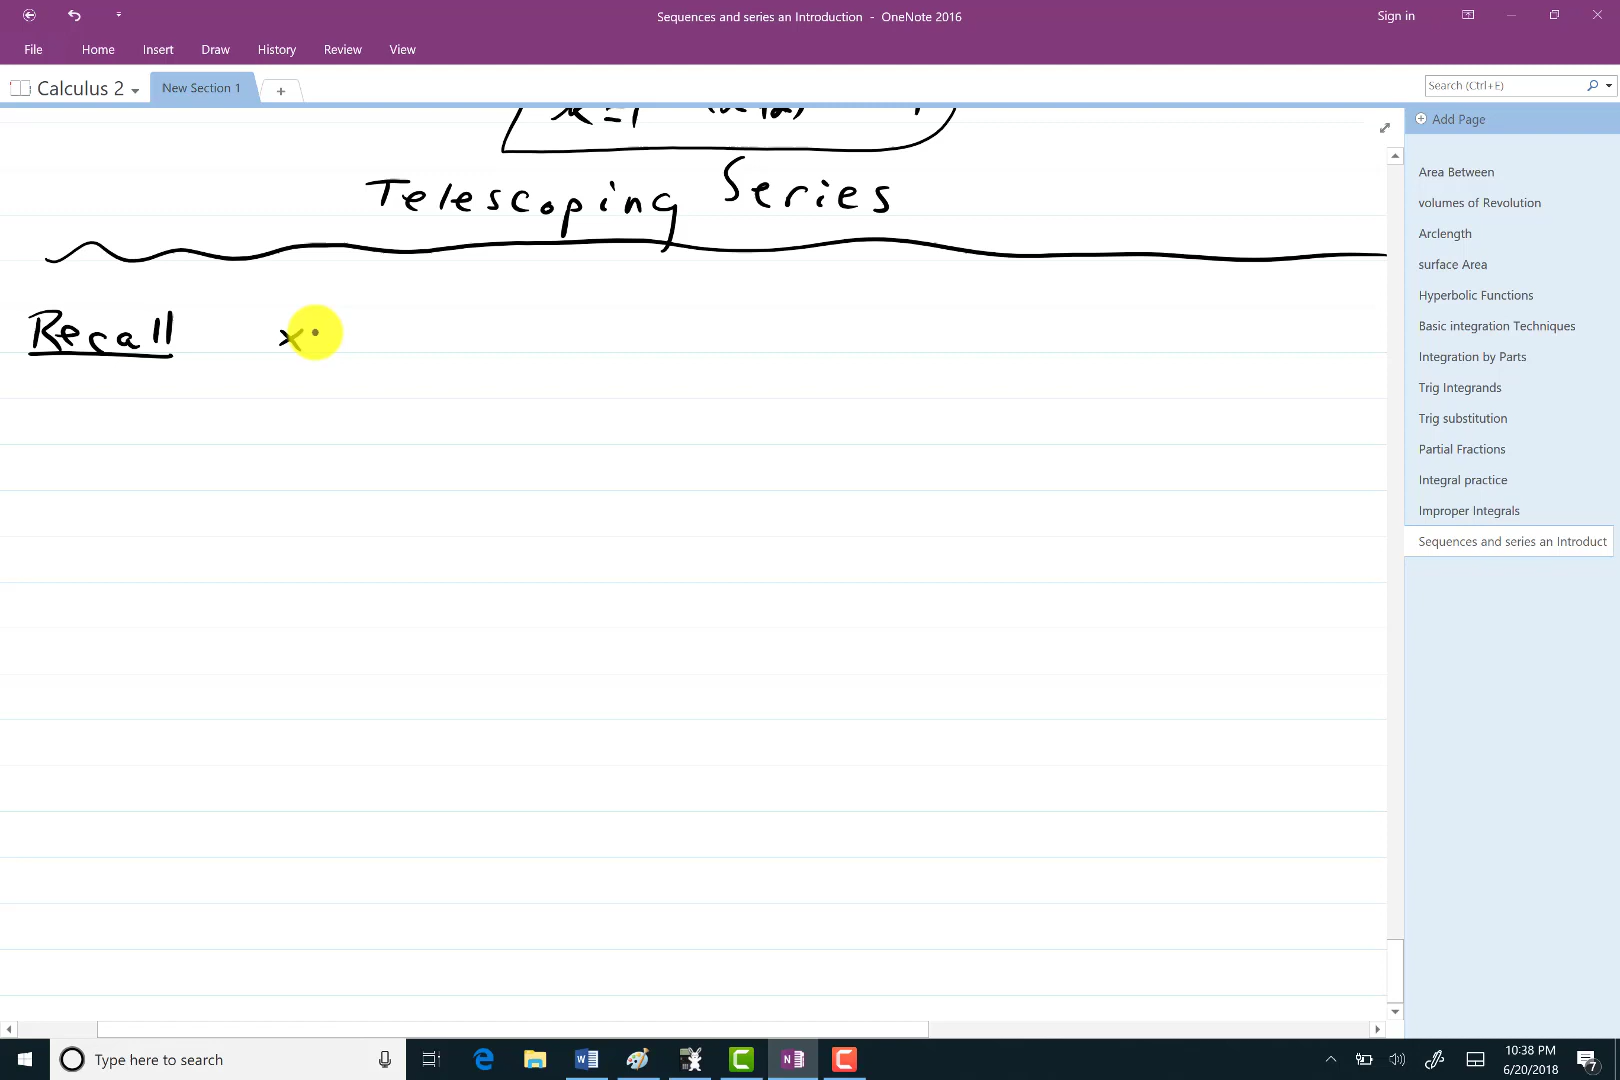 Sequences and series an Introduction - OneNote 2016
Sign in
File Home Insert Draw History Review View
Calculus 2
New Section 1
+
Search (Ctrl+E)
Add Page
Telescoping Series
Recall x
Area Between
volumes of Revolution
Arclength
surface Area
Hyperbolic Functions
Basic integration Techniques
Integration by Parts
Trig Integrands
Trig substitution
Partial Fractions
Integral practice
Improper Integrals
Sequences and series an Introduct
Type here to search
10:38 PM
6/20/2018
7